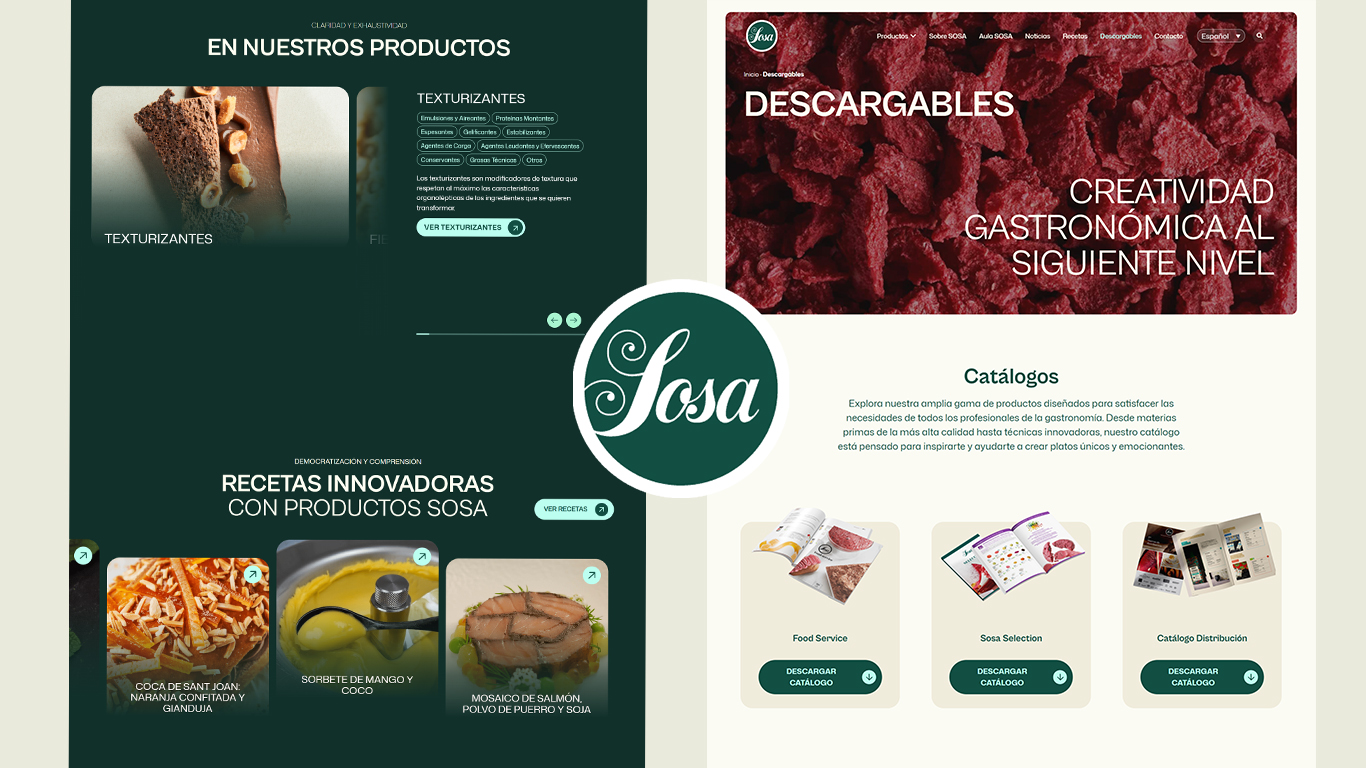 CLARIDAD Y EXHAUSTIVIDAD
EN NUESTROS PRODUCTOS
TEXTURIZANTES
FIE
TEXTURIZANTES
Emulsiones y Aireantes
Proteínas Montantes
Espesantes
Gelificantes
Estabilizantes
Agentes de Carga
Agentes Leudantes y Efervescentes
Conservantes
Grasas Técnicas
Otros
Los texturizantes son modificadores de textura que
respetan al máximo las características
organolépticas de los ingredientes que se quieren
transformar.
VER TEXTURIZANTES
DEMOCRATIZACIÓN Y COMPRENSIÓN
RECETAS INNOVADORAS
CON PRODUCTOS SOSA
VER RECETAS
COCA DE SANT JOAN:
NARANJA CONFITADA Y
GIANDUJA
SORBETE DE MANGO Y
COCO
MOSAICO DE SALMÓN,
POLVO DE PUERRO Y SOJA
Sosa
Sosa
Productos
Sobre SOSA
Aula SOSA
Noticias
Recetas
Descargables
Contacto
Español
Inicio - Descargables
DESCARGABLES
CREATIVIDAD
GASTRONÓMICA AL
SIGUIENTE NIVEL
Catálogos
Explora nuestra amplia gama de productos diseñados para satisfacer las
necesidades de todos los profesionales de la gastronomía. Desde materias
primas de la más alta calidad hasta técnicas innovadoras, nuestro catálogo
está pensado para inspirarte y ayudarte a crear platos únicos y emocionantes.
Food Service
DESCARGAR
CATÁLOGO
Sosa Selection
DESCARGAR
CATÁLOGO
Catálogo Distribución
DESCARGAR
CATÁLOGO